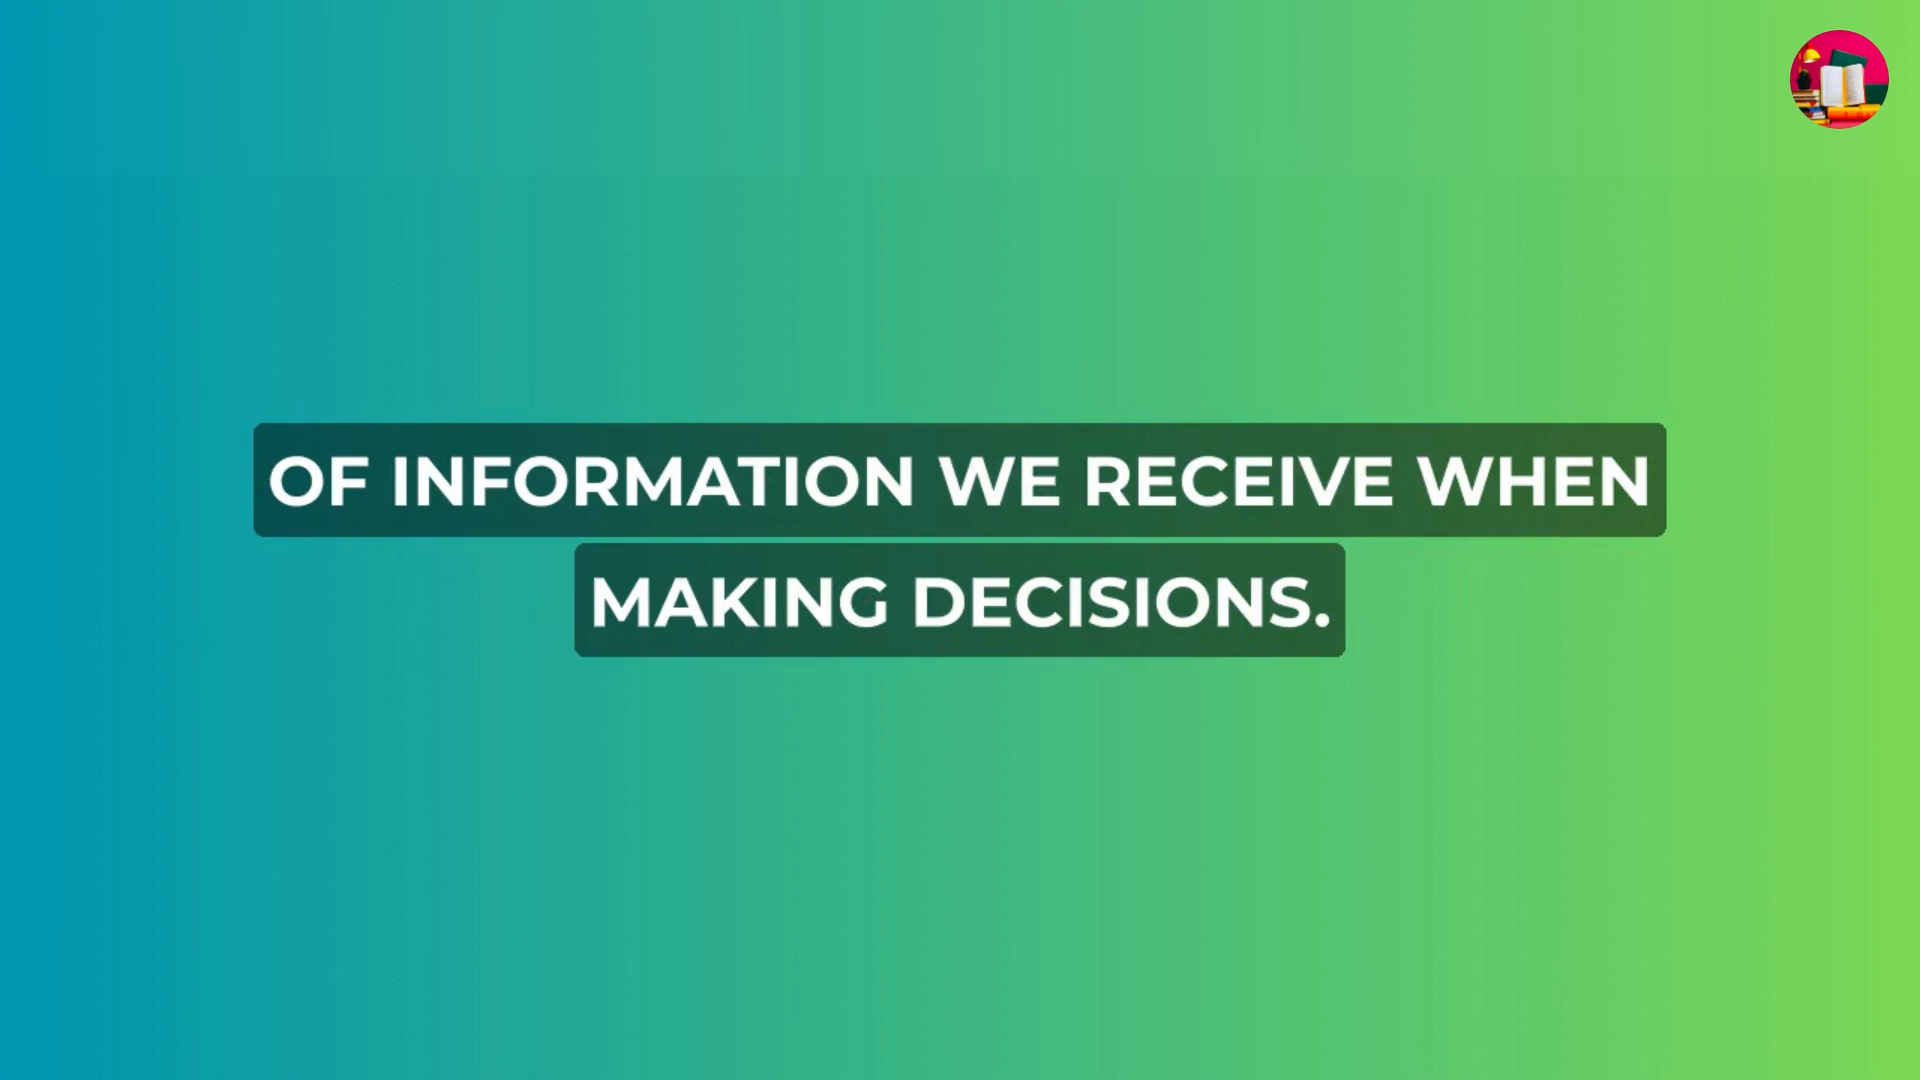 OF INFORMATION WE RECEIVE WHEN
MAKING DECISIONS.